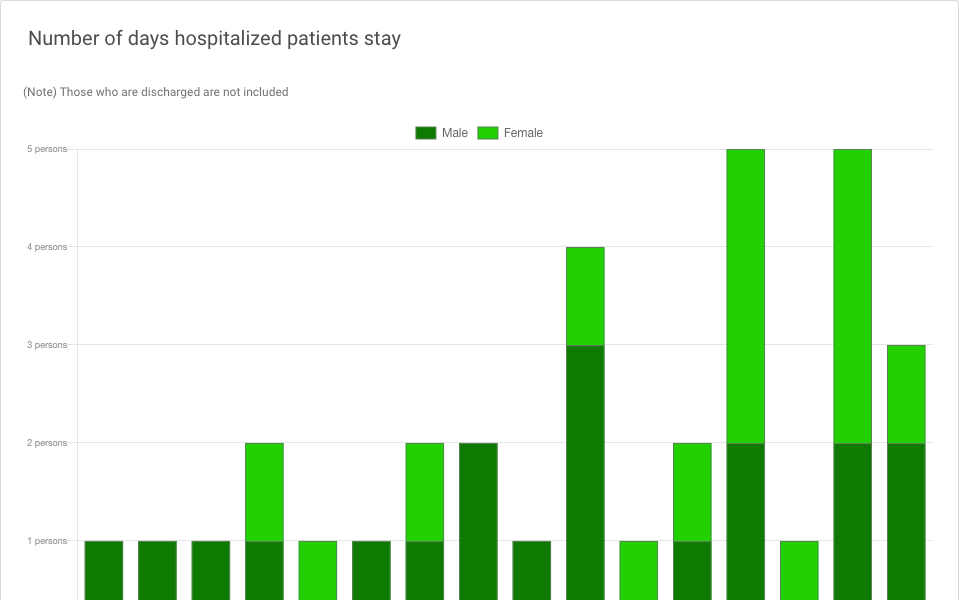 Number of days hospitalized patients stay
(Note) Those who are discharged are not included
Male Female
5 persons
4 persons
3 persons
2 persons
1 persons